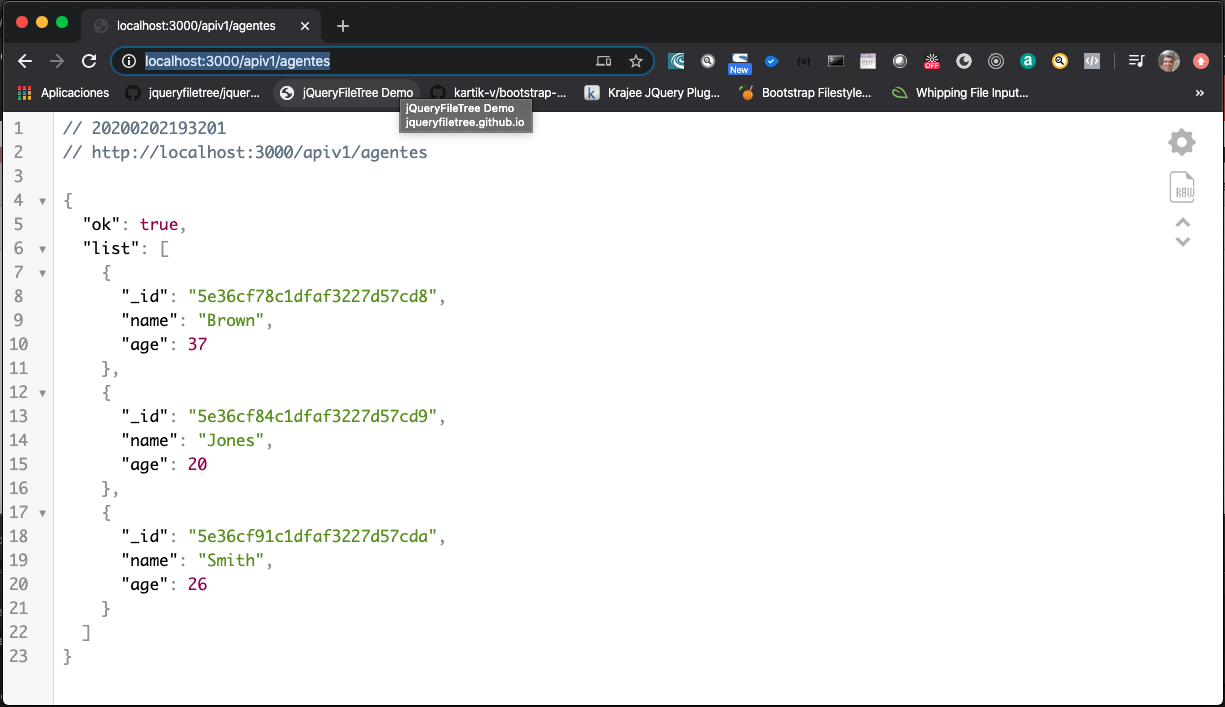 localhost:3000/apiv1/agentes
localhost:3000/apiv1/agentes
New
OFF
Aplicaciones jqueryfiletree/jquer... jQueryFileTree Demo kartik-v/bootstrap-... Krajee JQuery Plug... Bootstrap Filestyle... Whipping File Input... »
jQueryFileTree Demo
jqueryfiletree.github.io
1 // 20200202193201
2 // http://localhost:3000/apiv1/agentes
3
4 {
5 "ok": true,
6 "list": [
7 {
8 "_id": "5e36cf78c1dfaf3227d57cd8",
9 "name": "Brown",
10 "age": 37
11 },
12 {
13 "_id": "5e36cf84c1dfaf3227d57cd9",
14 "name": "Jones",
15 "age": 20
16 },
17 {
18 "_id": "5e36cf91c1dfaf3227d57cda",
19 "name": "Smith",
20 "age": 26
21 }
22 ]
23 }
RAW